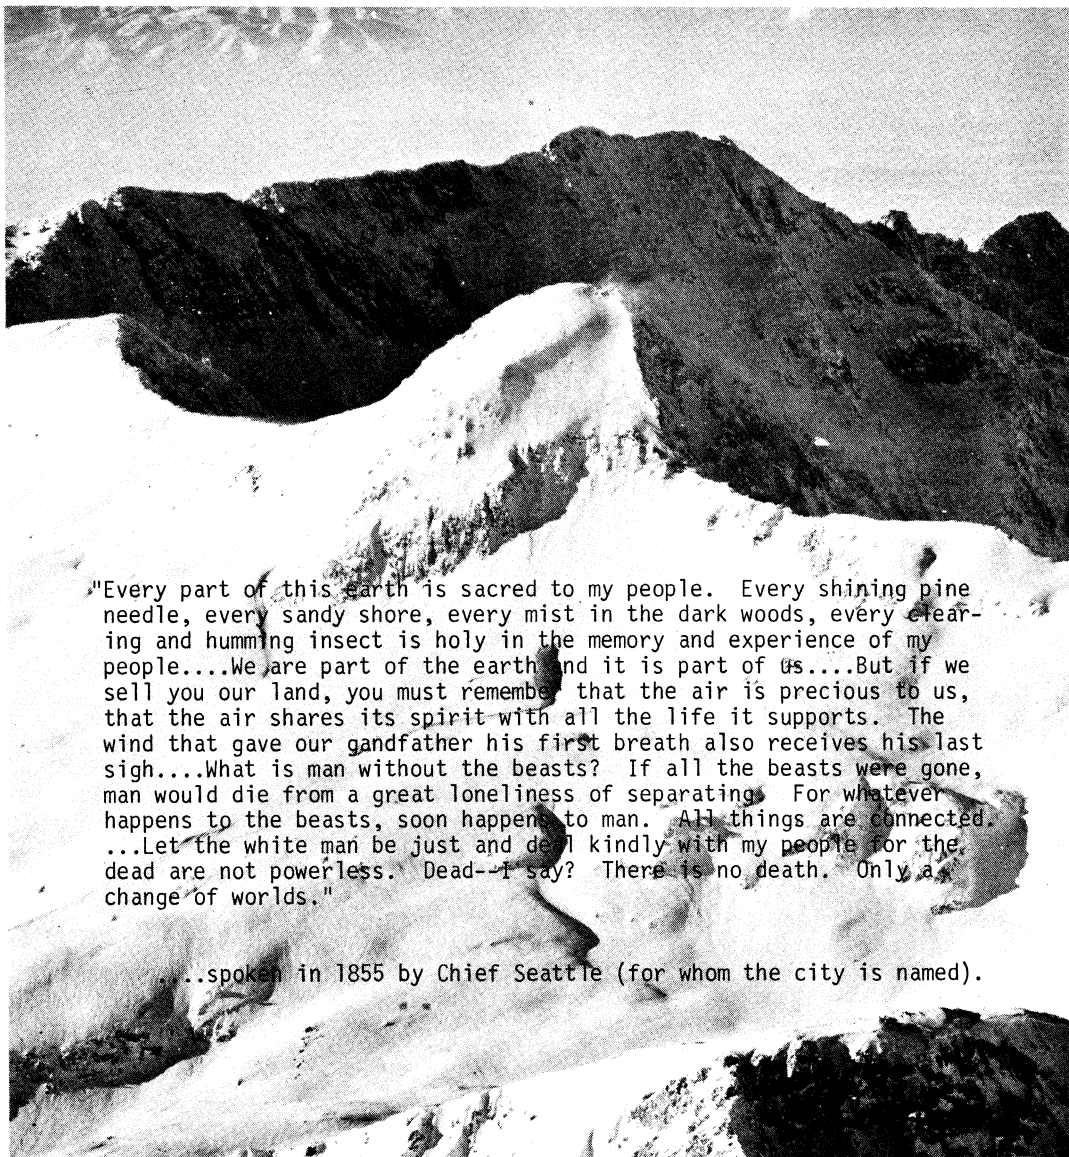 "Every part of this earth is sacred to my people.  Every shining pine
needle, every sandy shore, every mist in the dark woods, every clear-
ing and humming insect is holy in the memory and experience of my
people....We are part of the earth and it is part of us....But if we
sell you our land, you must remember that the air is precious to us,
that the air shares its spirit with all the life it supports.  The
wind that gave our gandfather his first breath also receives his last
sigh....What is man without the beasts?  If all the beasts were gone,
man would die from a great loneliness of separating.  For whatever
happens to the beasts, soon happens to man.  All things are connected.
...Let the white man be just and deal kindly with my people for the
dead are not powerless.  Dead--I say?  There is no death.  Only a
change of worlds."
....spoken in 1855 by Chief Seattle (for whom the city is named).